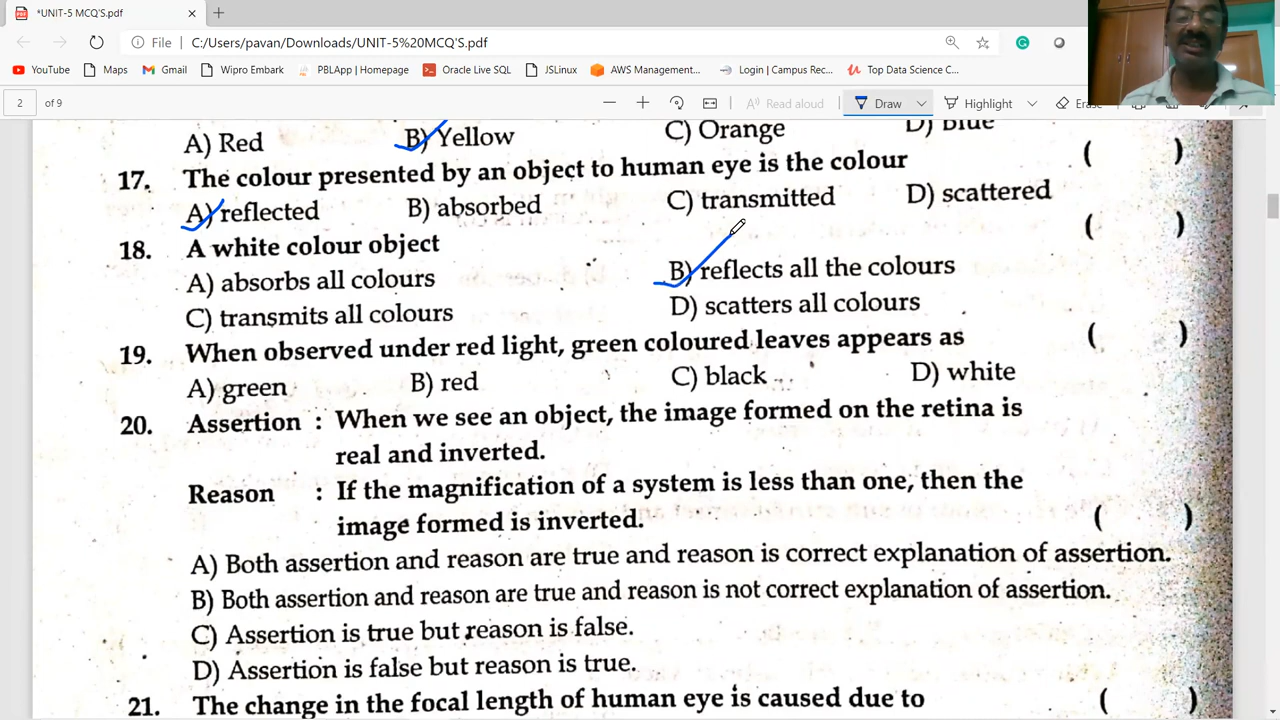 *UNIT-5 MCQ'S.pdf
File C:/Users/pavan/Downloads/UNIT-5%20MCQ'S.pdf
YouTube Maps Gmail Wipro Embark PBLApp | Homepage Oracle Live SQL JSLinux AWS Management... Login | Campus Rec... Top Data Science C...
2 of 9 Read aloud Draw Highlight Erase
A) Red B) Yellow C) Orange D) Blue
17. The colour presented by an object to human eye is the colour ( )
A) reflected B) absorbed C) transmitted D) scattered
18. A white colour object ( )
A) absorbs all colours B) reflects all the colours
C) transmits all colours D) scatters all colours
19. When observed under red light, green coloured leaves appears as ( )
A) green B) red C) black D) white
20. Assertion : When we see an object, the image formed on the retina is
real and inverted.
Reason : If the magnification of a system is less than one, then the
image formed is inverted. ( )
A) Both assertion and reason are true and reason is correct explanation of assertion.
B) Both assertion and reason are true and reason is not correct explanation of assertion.
C) Assertion is true but reason is false.
D) Assertion is false but reason is true.
21. The change in the focal length of human eye is caused due to ( )